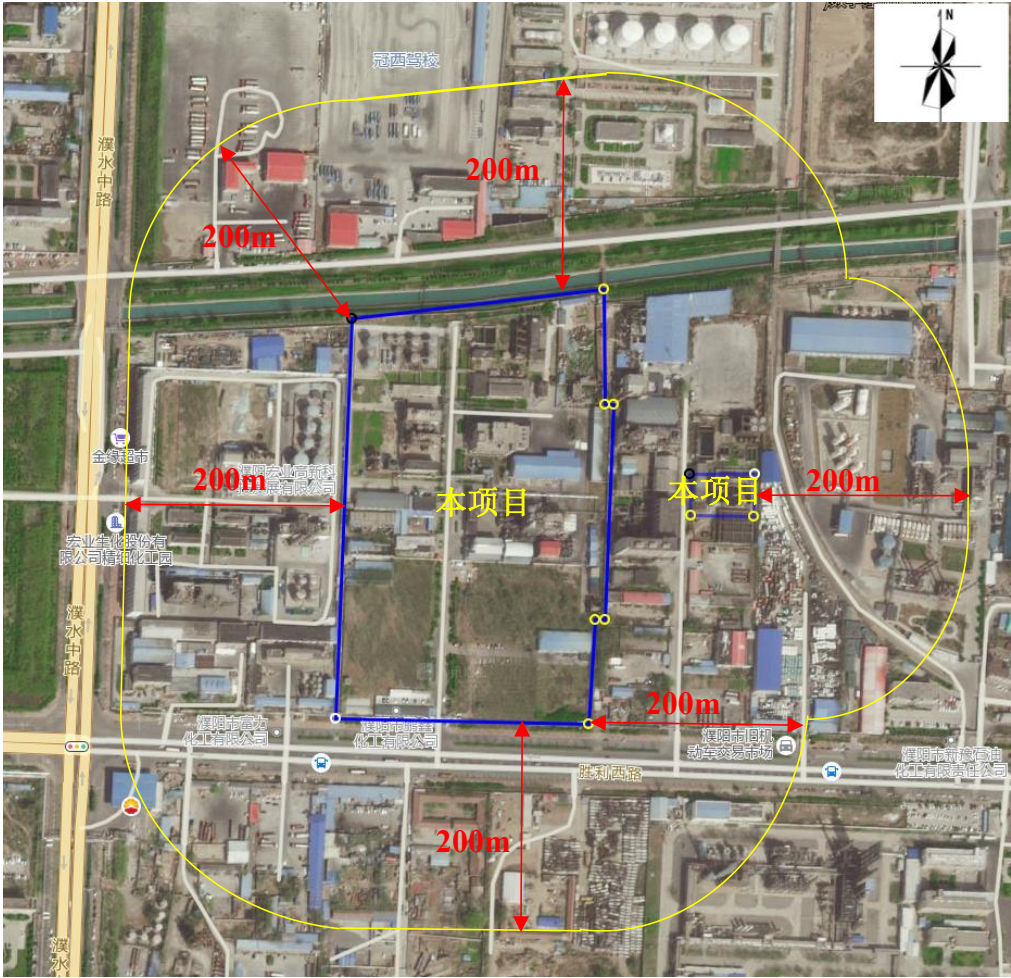 N
冠西驾校
濮水中路
200m
200m
金缘超市
濮阳宏业高新科
技发展有限公司
200m
本项目
本项目
200m
宏业生化股份有
限公司精细化工园
濮水中路
200m
濮阳市富力
化工有限公司
濮阳市鹏鑫
化工有限公司
濮阳市旧机
动车交易市场
濮阳市新豫石油
化工有限责任公司
胜利西路
200m
濮水